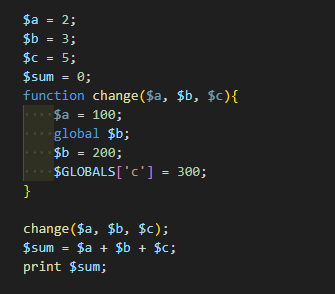 $a = 2;
$b = 3;
$c = 5;
$sum = 0;
function change($a, $b, $c){
    $a = 100;
    global $b;
    $b = 200;
    $GLOBALS['c'] = 300;
}

change($a, $b, $c);
$sum = $a + $b + $c;
print $sum;